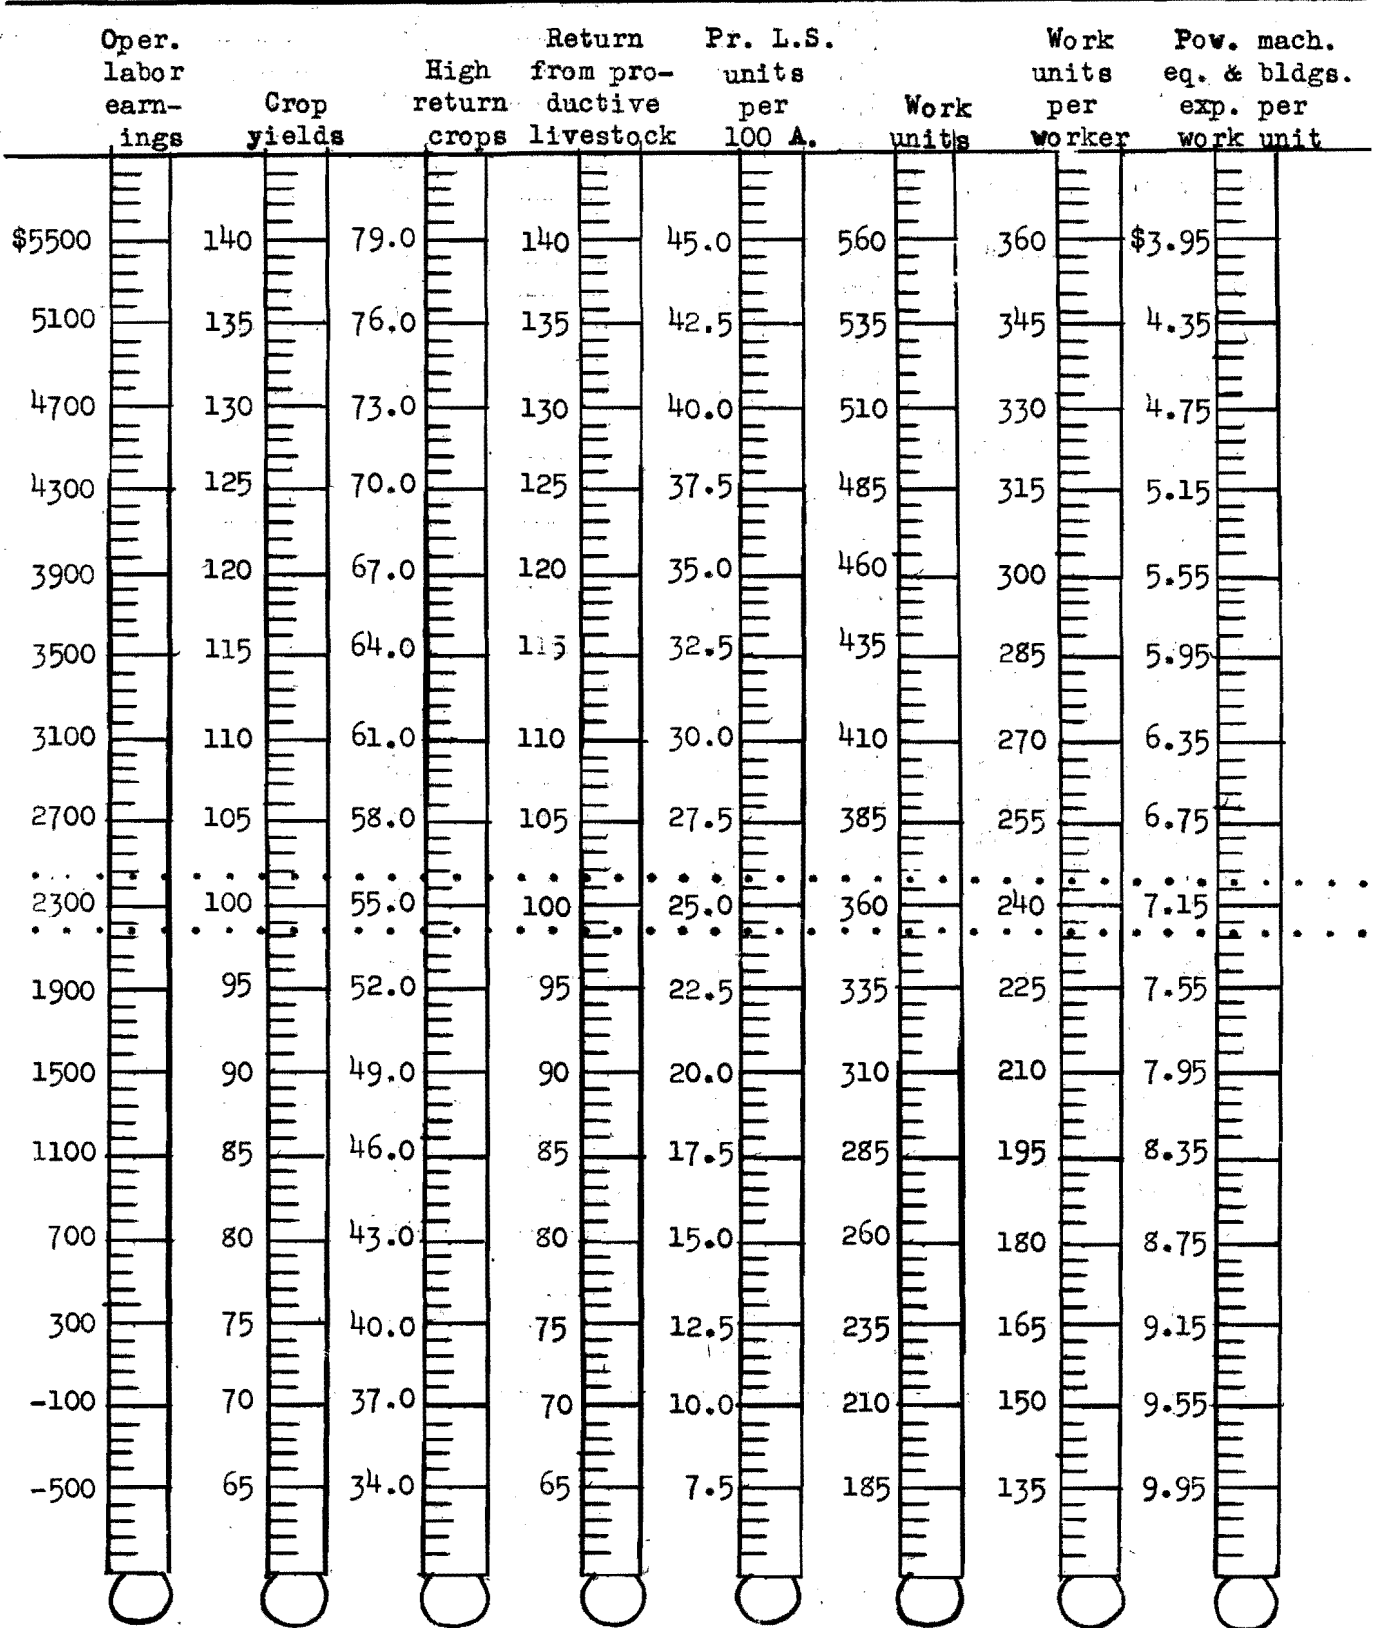 Oper. Return Pr. L.S. Work Pow. mach.
labor High from pro- units units eq. & bldgs.
earn- Crop return ductive per Work per exp. per
ings yields crops livestock 100 A. units worker work unit
$5500 140 79.0 140 45.0 560 360 $3.95
5100 135 76.0 135 42.5 535 345 4.35
4700 130 73.0 130 40.0 510 330 4.75
4300 125 70.0 125 37.5 485 315 5.15
3900 120 67.0 120 35.0 460 300 5.55
3500 115 64.0 115 32.5 435 285 5.95
3100 110 61.0 110 30.0 410 270 6.35
2700 105 58.0 105 27.5 385 255 6.75
2300 100 55.0 100 25.0 360 240 7.15
1900 95 52.0 95 22.5 335 225 7.55
1500 90 49.0 90 20.0 310 210 7.95
1100 85 46.0 85 17.5 285 195 8.35
700 80 43.0 80 15.0 260 180 8.75
300 75 40.0 75 12.5 235 165 9.15
-100 70 37.0 70 10.0 210 150 9.55
-500 65 34.0 65 7.5 185 135 9.95